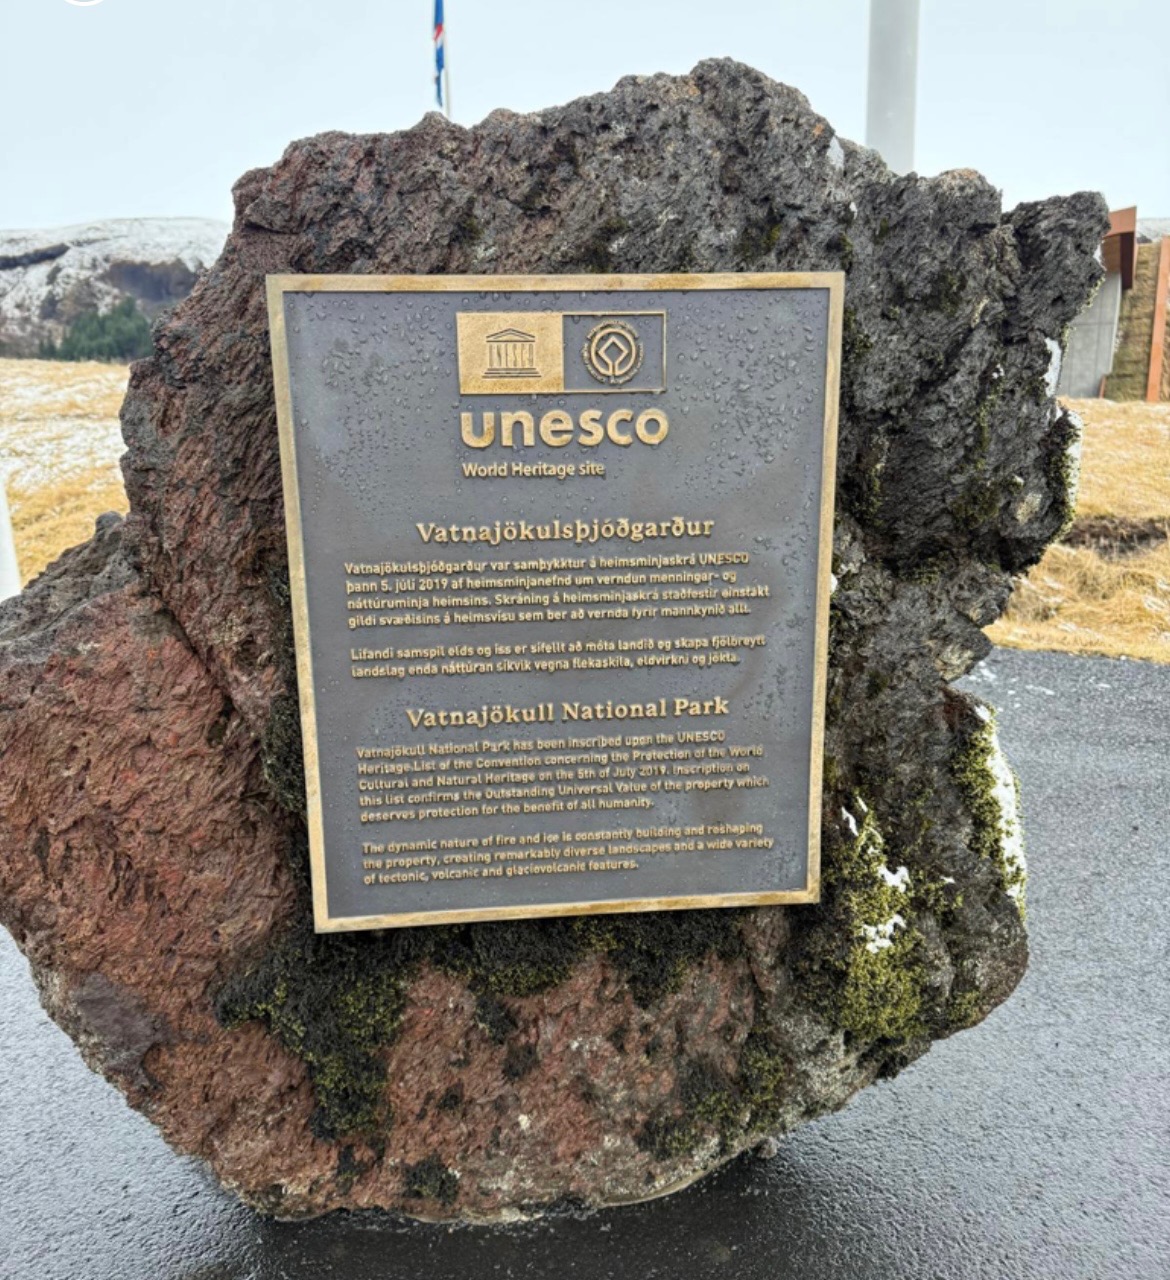 UNESCO
unesco
World Heritage site
Vatnajökulsþjóðgarður
Vatnajökulsþjóðgarður var samþykktur á heimsminjaskrá UNESCO
þann 5. júlí 2019 af heimsminjanefnd um verndun menningar- og
náttúruminja heimsins. Skráning á heimsminjaskrá staðfestir einstakt
gildi svæðisins á heimsvísu sem ber að vernda fyrir mannkynið allt.
Lifandi samspil elds og íss er sífellt að móta landið og skapa fjölbreytt
landslag enda náttúran síkvik vegna flekaskila, eldvirkni og jökla.
Vatnajökull National Park
Vatnajökull National Park has been inscribed upon the UNESCO
Heritage List of the Convention concerning the Protection of the World
Cultural and Natural Heritage on the 5th of July 2019. Inscription on
this list confirms the Outstanding Universal Value of the property which
deserves protection for the benefit of all humanity.
The dynamic nature of fire and ice is constantly building and reshaping
the property, creating remarkably diverse landscapes and a wide variety
of tectonic, volcanic and glaciovolcanic features.